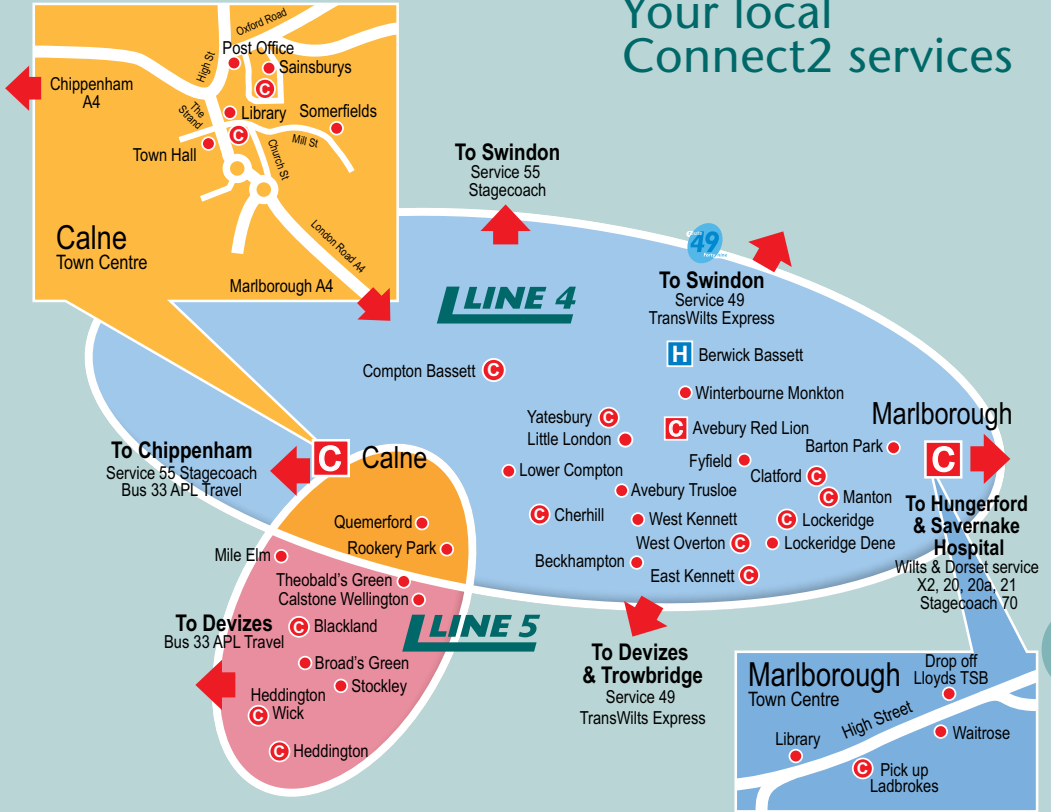 Your local
Connect2 services
Oxford Road
Post Office
High St
Sainsburys
C
Chippenham
A4
The
Strand
Library
Somerfields
C
Mill St
Town Hall
Church St
Calne
Town Centre
London Road A4
Marlborough A4
To Swindon
Service 55
Stagecoach
49
To Swindon
Service 49
TransWilts Express
LINE 4
H Berwick Bassett
Compton Bassett C
Winterbourne Monkton
Yatesbury C
Little London
C Avebury Red Lion
Marlborough
Barton Park
C
To Chippenham
Service 55 Stagecoach
Bus 33 APL Travel
C Calne
Fyfield
Lower Compton
Clatford C
Avebury Trusloe
C Manton
C Cherhill
West Kennett
C Lockeridge
To Hungerford
& Savernake
Hospital
Wilts & Dorset service
X2, 20, 20a, 21
Stagecoach 70
Quemerford
Rookery Park
West Overton C
Lockeridge Dene
Mile Elm
Beckhampton
East Kennett C
Theobald's Green
Calstone Wellington
To Devizes
Bus 33 APL Travel
C Blackland
LINE 5
Broad's Green
Stockley
Heddington
C Wick
C Heddington
To Devizes
& Trowbridge
Service 49
TransWilts Express
Marlborough
Town Centre
Drop off
Lloyds TSB
High Street
Library
Waitrose
C Pick up
Ladbrokes